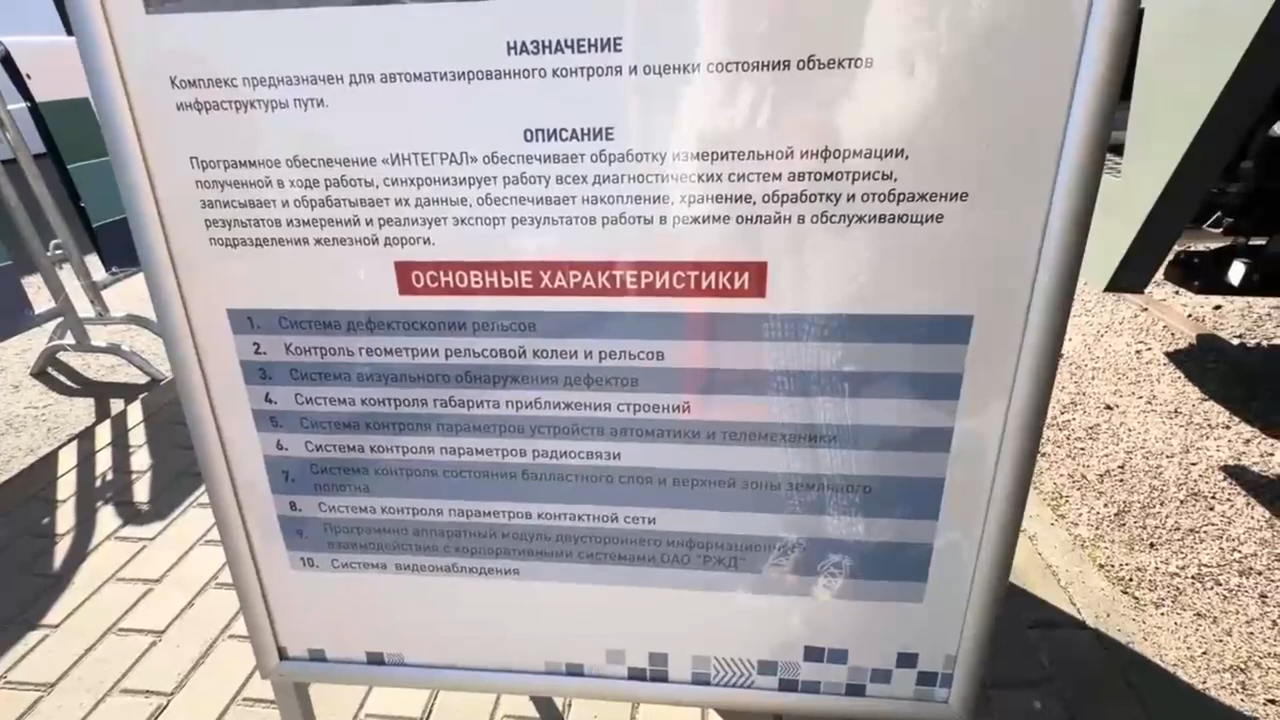 НАЗНАЧЕНИЕ
Комплекс предназначен для автоматизированного контроля и оценки состояния объектов
инфраструктуры пути.
ОПИСАНИЕ
Программное обеспечение «ИНТЕГРАЛ» обеспечивает обработку измерительной информации,
полученной в ходе работы, синхронизирует работу всех диагностических систем автомотрисы,
записывает и обрабатывает их данные, обеспечивает накопление, хранение, обработку и отображение
результатов измерений и реализует экспорт результатов работы в режиме онлайн в обслуживающие
подразделения железной дороги.
ОСНОВНЫЕ ХАРАКТЕРИСТИКИ
1. Система дефектоскопии рельсов
2. Контроль геометрии рельсовой колеи и рельсов
3. Система визуального обнаружения дефектов
4. Система контроля габарита приближения строений
5. Система контроля параметров устройств автоматики и телемеханики
6. Система контроля параметров радиосвязи
7. Система контроля состояния балластного слоя и верхней зоны земляного
полотна
8. Система контроля параметров контактной сети
9. Программно аппаратный модуль двустороннего
взаимодействия с корпоративными системами ОАО "РЖД"
10. Система видеонаблюдения